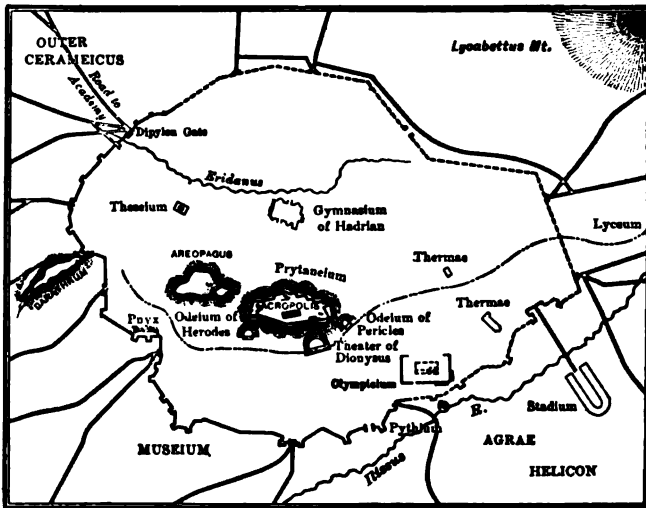 OUTER
CERAMEICUS
Lycabettus Mt.
Road to
Academy
Dipylon Gate
Eridanus
Theseium
Gymnasium
of Hadrian
Lyceum
AREOPAGUS
Prytaneium
Thermae
BARATHRUM
ACROPOLIS
Pnyx
Odeium of
Herodes
Odeium of
Pericles
Thermae
Theater of
Dionysus
Olympieium
Stadium
R.
Pythium
MUSEIUM
Ilissus
AGRAE
HELICON